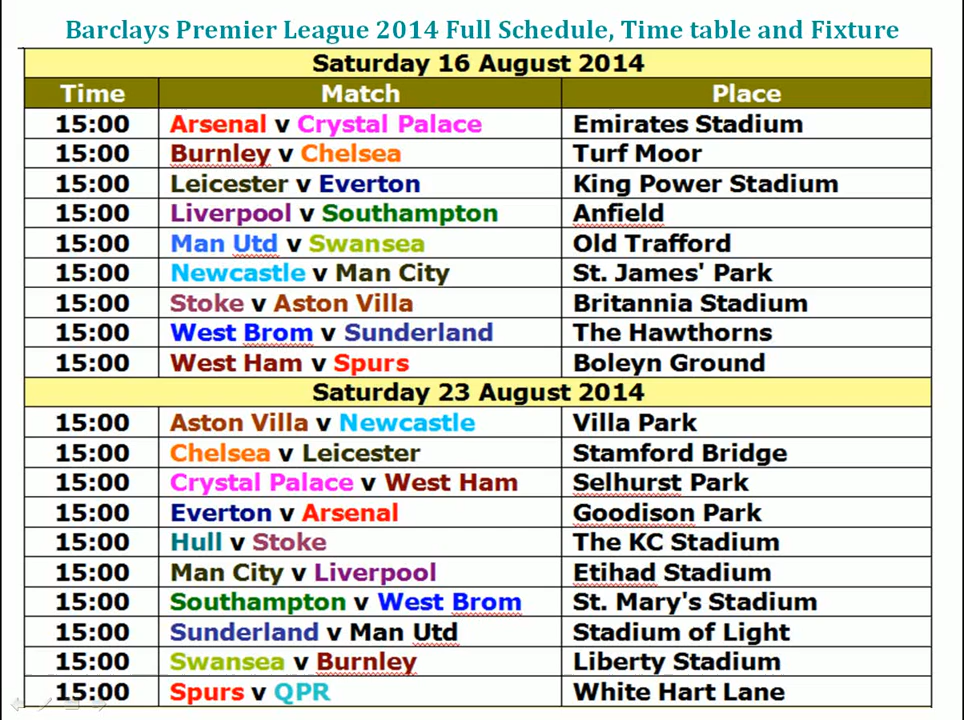 Barclays Premier League 2014 Full Schedule, Time table and Fixture
Saturday 16 August 2014
Time Match Place
15:00 Arsenal v Crystal Palace Emirates Stadium
15:00 Burnley v Chelsea Turf Moor
15:00 Leicester v Everton King Power Stadium
15:00 Liverpool v Southampton Anfield
15:00 Man Utd v Swansea Old Trafford
15:00 Newcastle v Man City St. James' Park
15:00 Stoke v Aston Villa Britannia Stadium
15:00 West Brom v Sunderland The Hawthorns
15:00 West Ham v Spurs Boleyn Ground
Saturday 23 August 2014
15:00 Aston Villa v Newcastle Villa Park
15:00 Chelsea v Leicester Stamford Bridge
15:00 Crystal Palace v West Ham Selhurst Park
15:00 Everton v Arsenal Goodison Park
15:00 Hull v Stoke The KC Stadium
15:00 Man City v Liverpool Etihad Stadium
15:00 Southampton v West Brom St. Mary's Stadium
15:00 Sunderland v Man Utd Stadium of Light
15:00 Swansea v Burnley Liberty Stadium
15:00 Spurs v QPR White Hart Lane